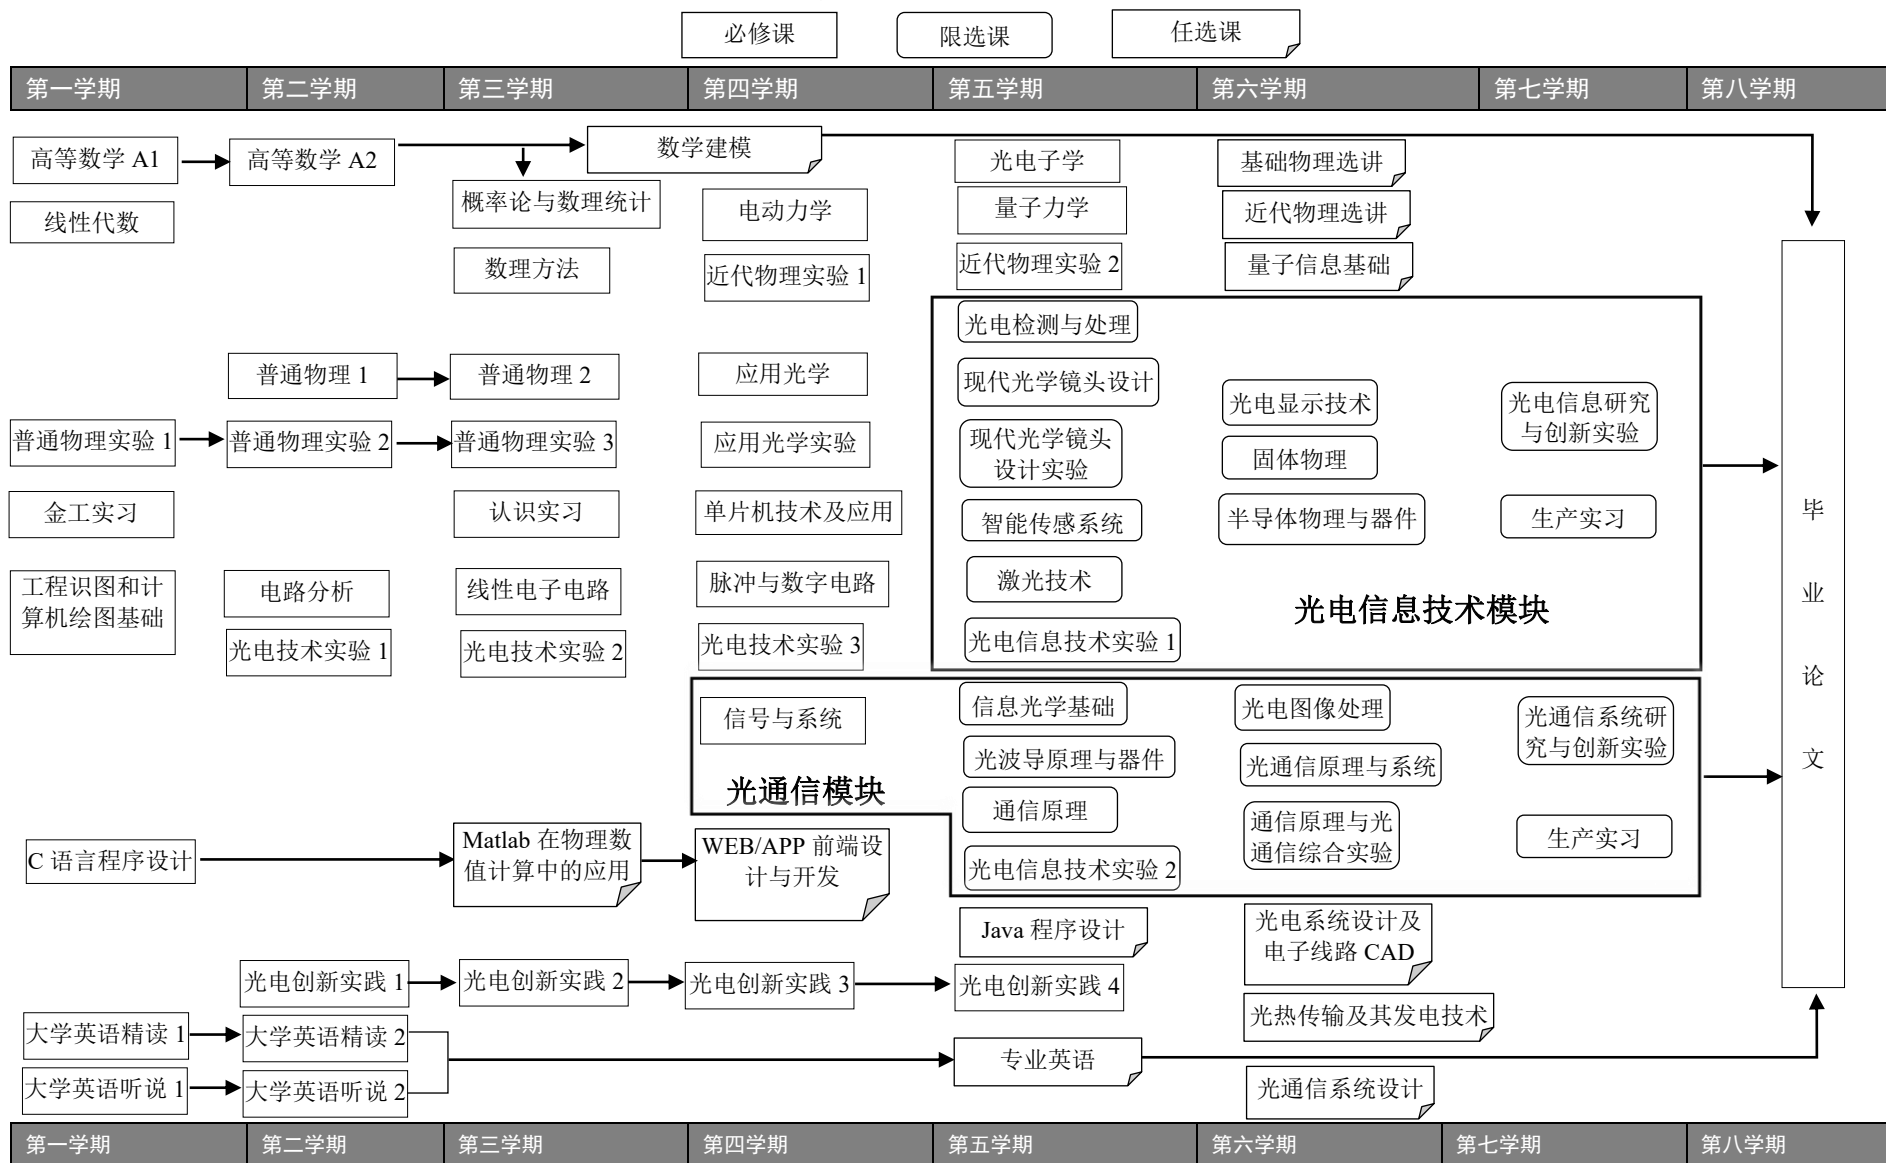 必修课
限选课
任选课
第一学期
第二学期
第三学期
第四学期
第五学期
第六学期
第七学期
第八学期
高等数学 A1
高等数学 A2
数学建模
光电子学
基础物理选讲
线性代数
概率论与数理统计
电动力学
量子力学
近代物理选讲
数理方法
近代物理实验 1
近代物理实验 2
量子信息基础
光电检测与处理
普通物理 1
普通物理 2
应用光学
现代光学镜头设计
光电显示技术
光电信息研究
与创新实验
普通物理实验 1
普通物理实验 2
普通物理实验 3
应用光学实验
现代光学镜头
设计实验
固体物理
金工实习
认识实习
单片机技术及应用
智能传感系统
半导体物理与器件
生产实习
工程识图和计
算机绘图基础
电路分析
线性电子电路
脉冲与数字电路
激光技术
光电信息技术模块
光电技术实验 1
光电技术实验 2
光电技术实验 3
光电信息技术实验 1
毕
业
论
文
信号与系统
信息光学基础
光电图像处理
光通信系统研
究与创新实验
光波导原理与器件
光通信原理与系统
光通信模块
通信原理
通信原理与光
通信综合实验
生产实习
C 语言程序设计
Matlab 在物理数
值计算中的应用
WEB/APP 前端设
计与开发
光电信息技术实验 2
Java 程序设计
光电系统设计及
电子线路 CAD
光电创新实践 1
光电创新实践 2
光电创新实践 3
光电创新实践 4
光热传输及其发电技术
大学英语精读 1
大学英语精读 2
专业英语
大学英语听说 1
大学英语听说 2
光通信系统设计
第一学期
第二学期
第三学期
第四学期
第五学期
第六学期
第七学期
第八学期